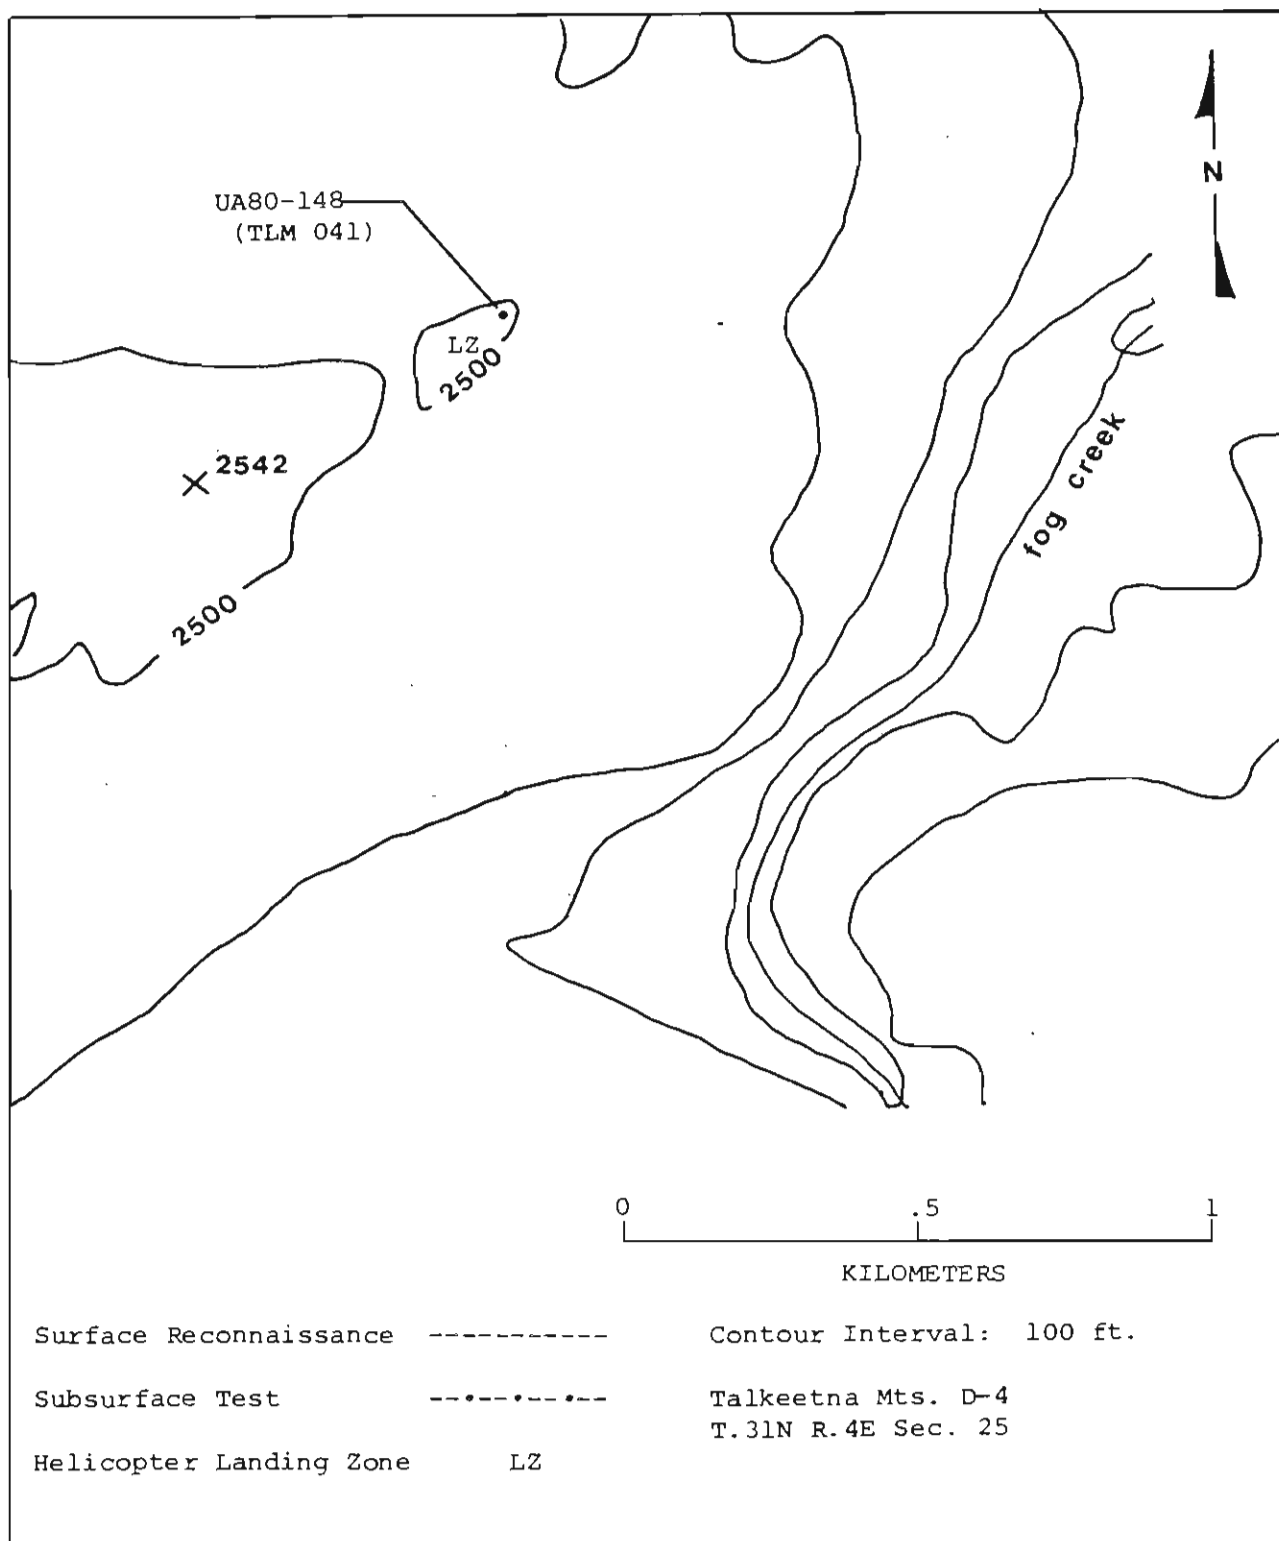 N
UA80-148
(TLM 041)
LZ
2500
2542
fog creek
2500
0 .5 1
KILOMETERS
Surface Reconnaissance
Contour Interval: 100 ft.
Subsurface Test
Talkeetna Mts. D-4
T.31N R.4E Sec. 25
Helicopter Landing Zone LZ